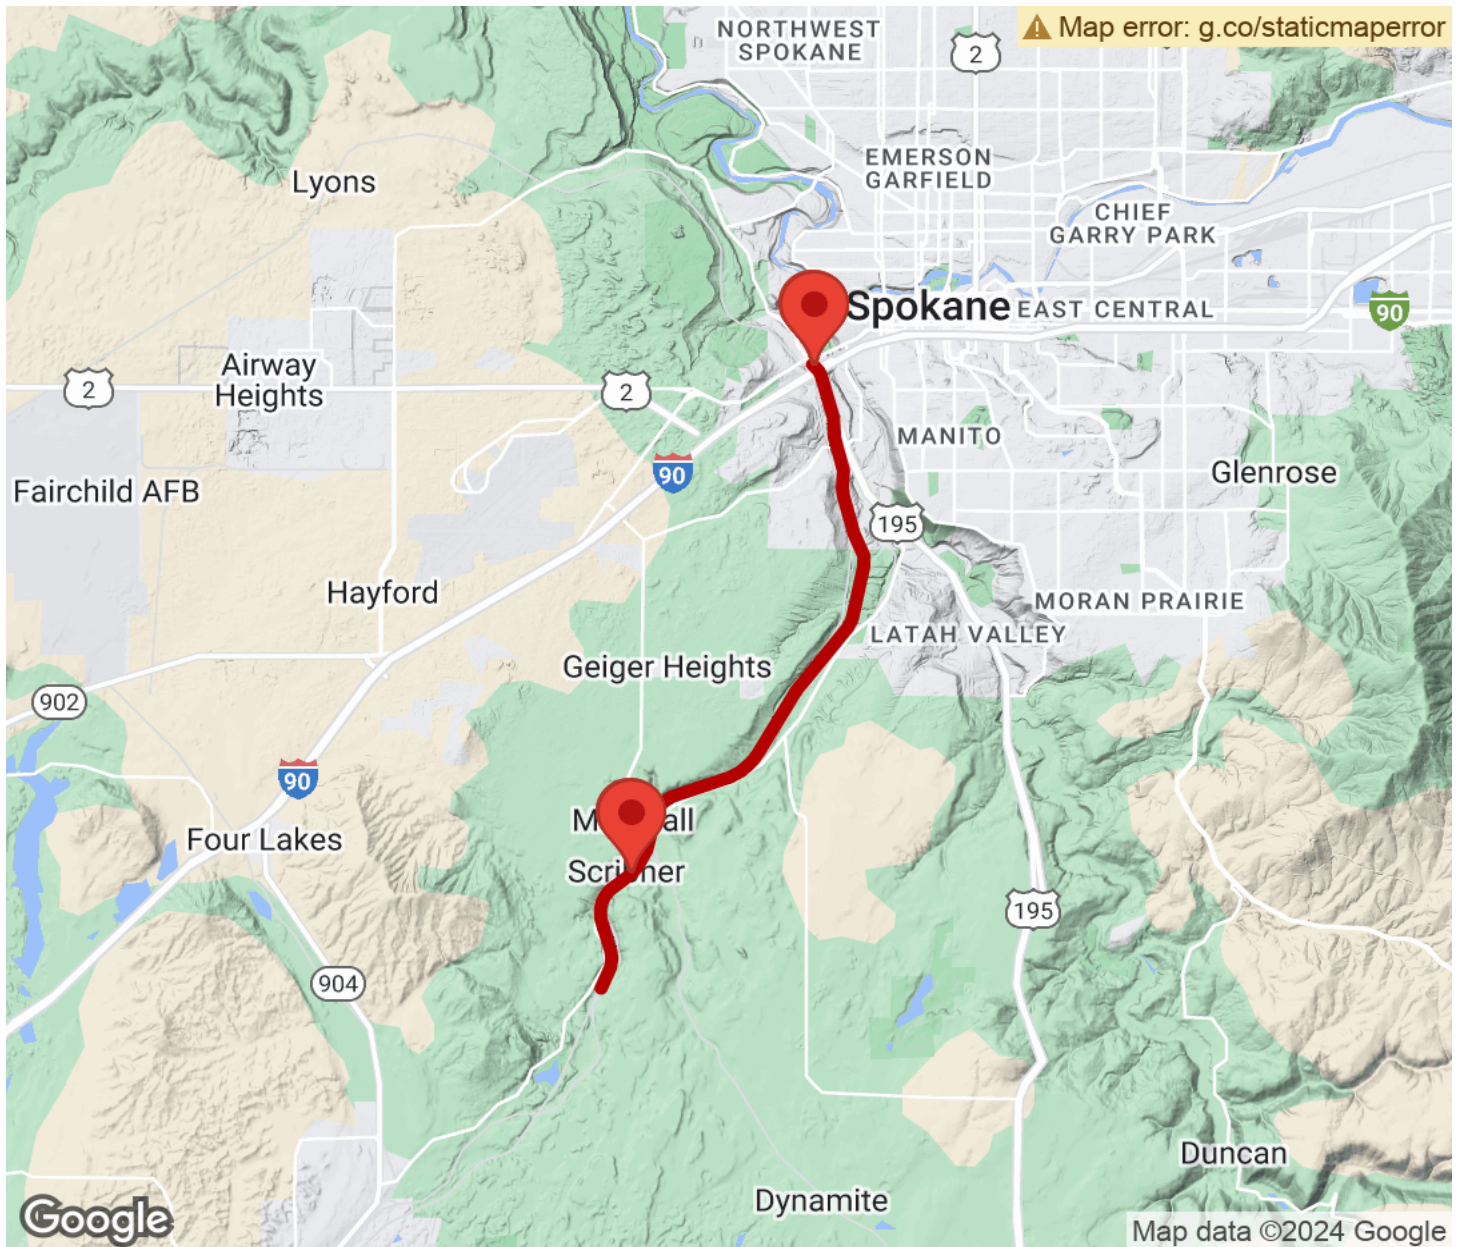 NORTHWEST
SPOKANE
2
Map error: g.co/staticmaperror
EMERSON
GARFIELD
Lyons
CHIEF
GARRY PARK
Spokane
EAST CENTRAL
90
Airway
Heights
2
2
MANITO
90
Glenrose
Fairchild AFB
195
Hayford
MORAN PRAIRIE
LATAH VALLEY
Geiger Heights
902
90
Four Lakes
195
904
Duncan
Dynamite
Google
Map data ©2024 Google